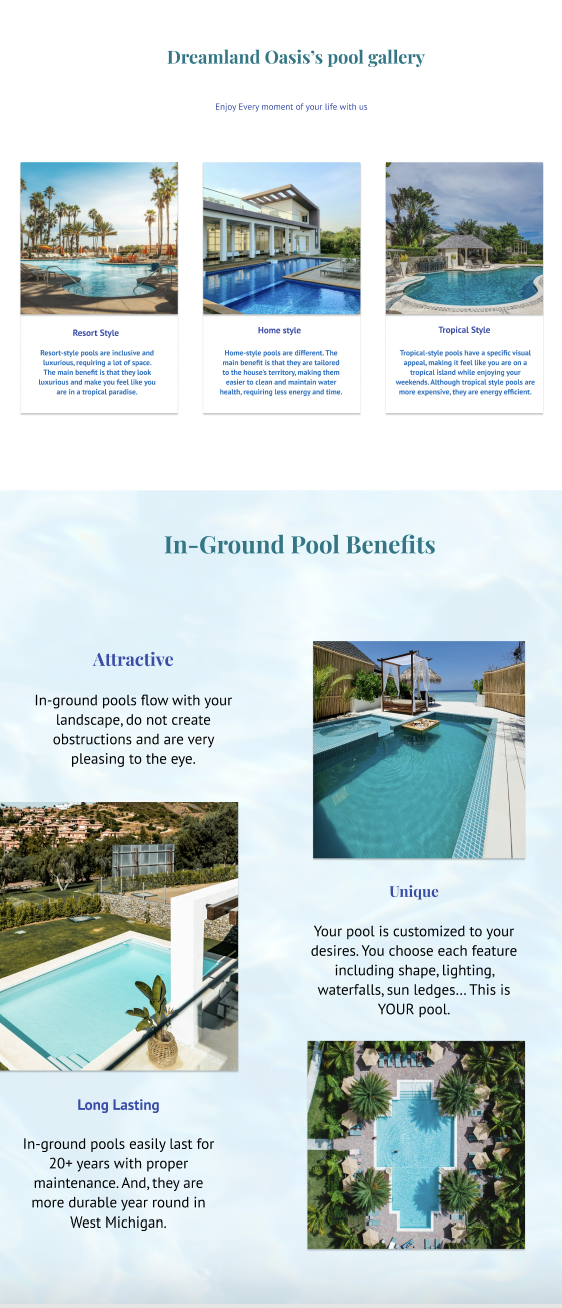 Dreamland Oasis’s pool gallery
Enjoy Every moment of your life with us
Resort Style
Resort-style pools are inclusive and
luxurious, requiring a lot of space.
The main benefit is that they look
luxurious and make you feel like you
are in a tropical paradise.
Home style
Home-style pools are different. The
main benefit is that they are tailored
to the house's territory, making them
easier to clean and maintain water
health, requiring less energy and time.
Tropical Style
Tropical-style pools have a specific visual
appeal, making it feel like you are on a
tropical island while enjoying your
weekends. Although tropical style pools are
more expensive, they are energy efficient.
In-Ground Pool Benefits
Attractive
In-ground pools flow with your
landscape, do not create
obstructions and are very
pleasing to the eye.
Unique
Your pool is customized to your
desires. You choose each feature
including shape, lighting,
waterfalls, sun ledges... This is
YOUR pool.
Long Lasting
In-ground pools easily last for
20+ years with proper
maintenance. And, they are
more durable year round in
West Michigan.